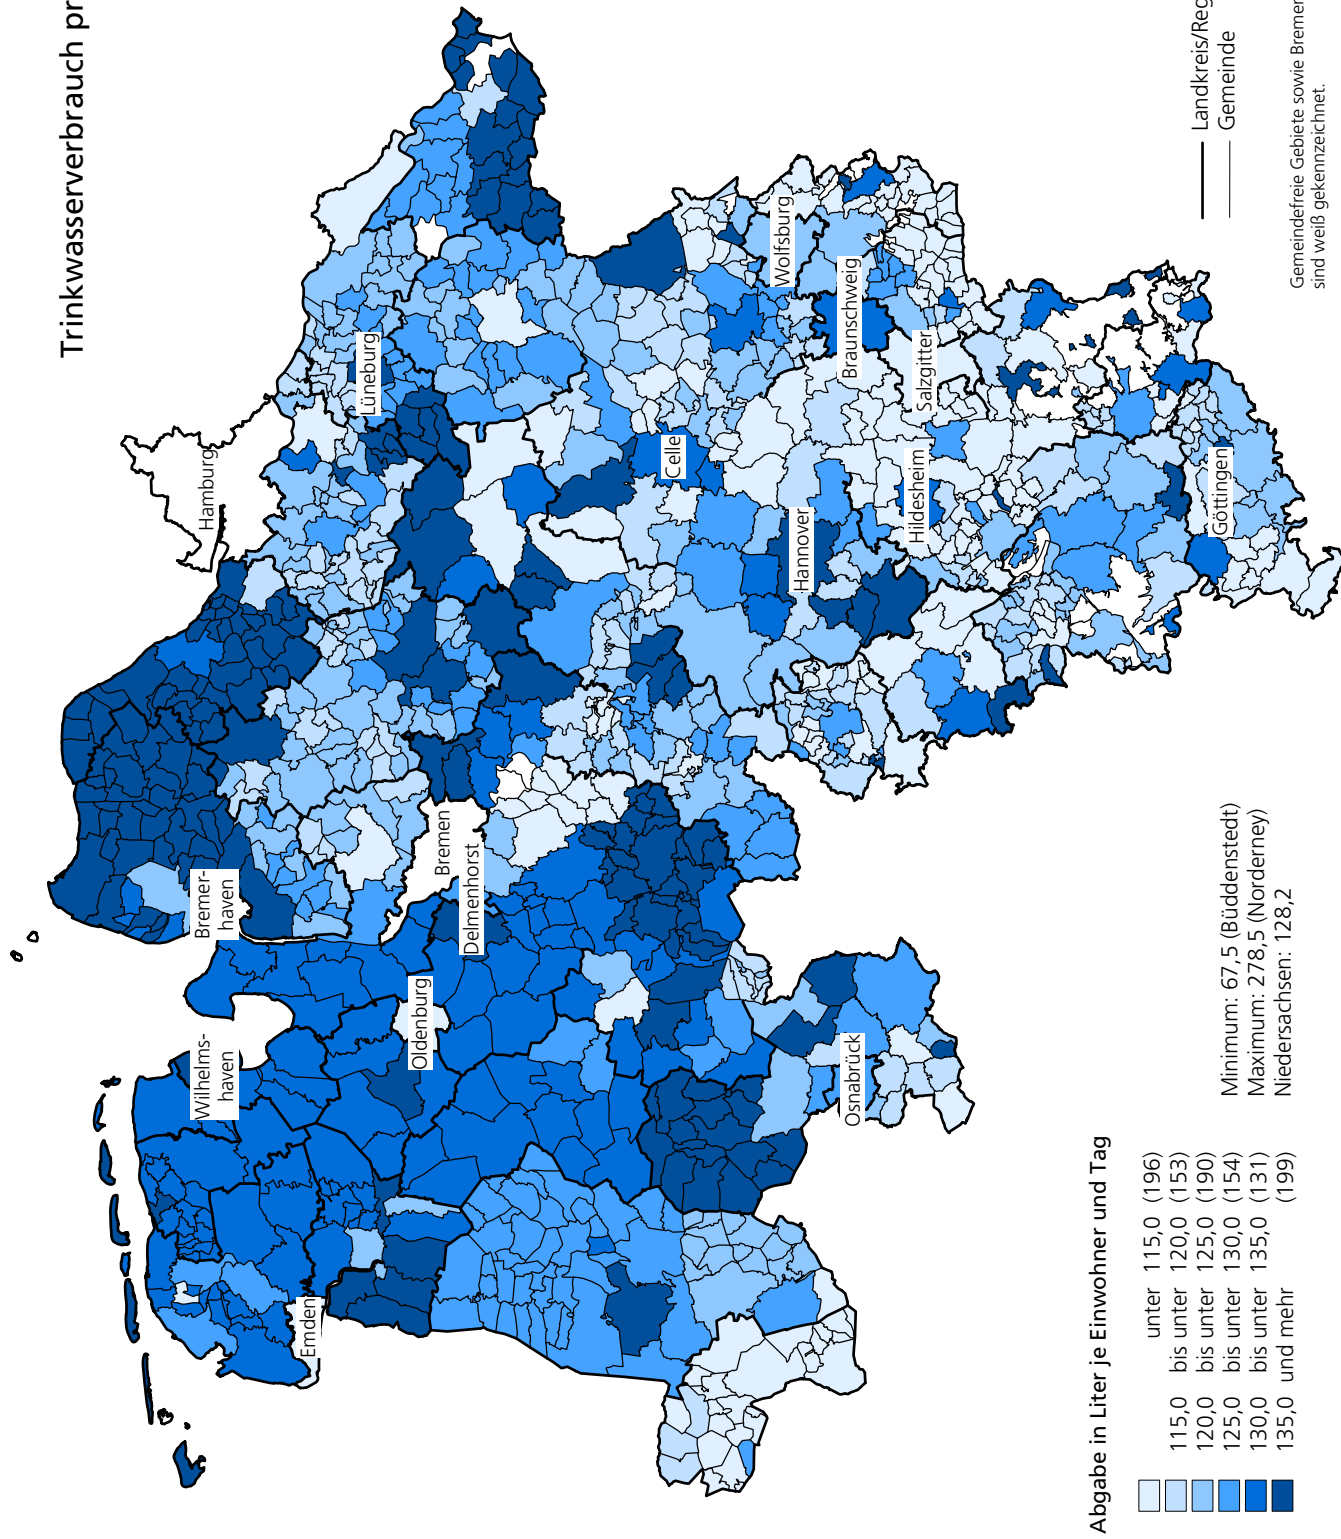 Trinkwasserverbrauch pr
Hamburg
Lüneburg
Bremer-
haven
Wilhelms-
haven
Bremen
Delmenhorst
Oldenburg
Emden
Wolfsburg
Braunschweig
Celle
Salzgitter
Hannover
Hildesheim
Osnabrück
Göttingen
Abgabe in Liter je Einwohner und Tag
unter 115,0 (196)
115,0 bis unter 120,0 (153)
120,0 bis unter 125,0 (190)
125,0 bis unter 130,0 (154)
130,0 bis unter 135,0 (131)
135,0 und mehr (199)
Minimum: 67,5 (Büddenstedt)
Maximum: 278,5 (Norderney)
Niedersachsen: 128,2
Landkreis/Reg
Gemeinde
Gemeindefreie Gebiete sowie Bremen
sind weiß gekennzeichnet.